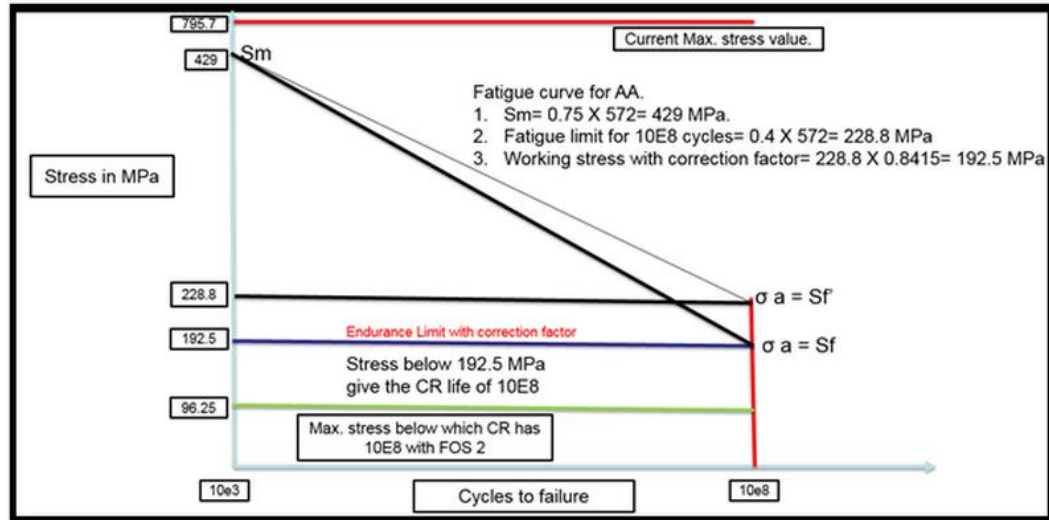 795.7
Current Max. stress value.
429
Sm
Fatigue curve for AA.
1. Sm= 0.75 X 572= 429 MPa.
2. Fatigue limit for 10E8 cycles= 0.4 X 572= 228.8 MPa
3. Working stress with correction factor= 228.8 X 0.8415= 192.5 MPa
Stress in MPa
228.8
σ a = Sf'
192.5
Endurance Limit with correction factor
σ a = Sf
Stress below 192.5 MPa
give the CR life of 10E8
96.25
Max. stress below which CR has
10E8 with FOS 2
10e3
Cycles to failure
10e8